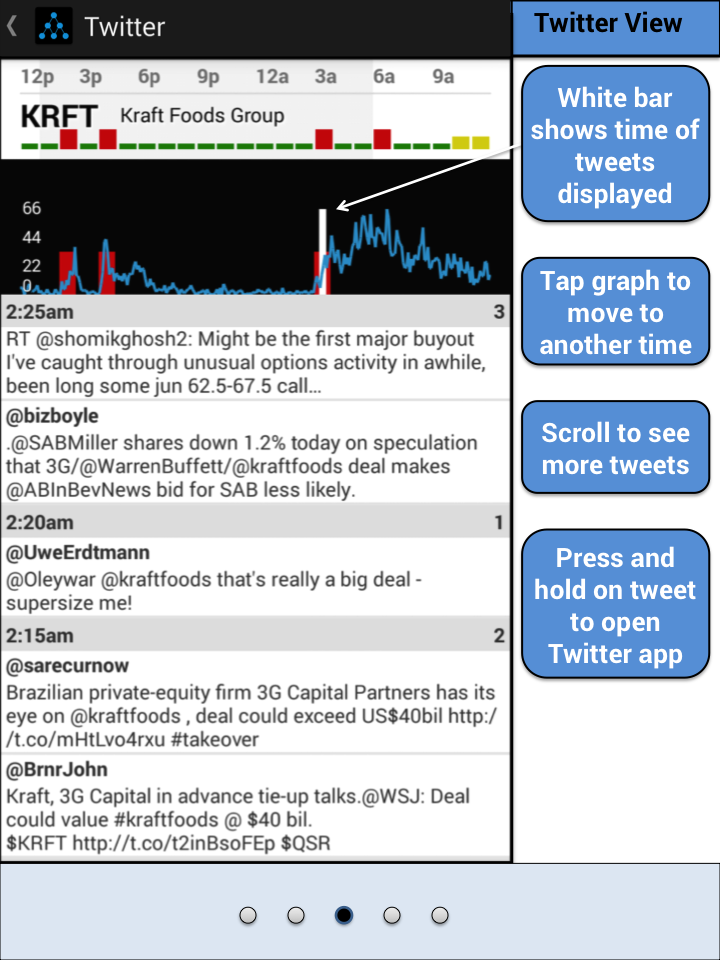 Twitter
Twitter View
12p 3p 6p 9p 12a 3a 6a 9a
KRFT Kraft Foods Group
66
44
22
0
2:25am 3
RT @shomikghosh2: Might be the first major buyout
I've caught through unusual options activity in awhile,
been long some jun 62.5-67.5 call...
@bizboyle
.@SABMiller shares down 1.2% today on speculation
that 3G/@WarrenBuffett/@kraftfoods deal makes
@ABInBevNews bid for SAB less likely.
2:20am 1
@UweErdtmann
@Oleywar @kraftfoods that's really a big deal -
supersize me!
2:15am 2
@sarecurnow
Brazilian private-equity firm 3G Capital Partners has its
eye on @kraftfoods , deal could exceed US$40bil http:/
/t.co/mHtLvo4rxu #takeover
@BrnrJohn
Kraft, 3G Capital in advance tie-up talks.@WSJ: Deal
could value #kraftfoods @ $40 bil.
$KRFT http://t.co/t2inBsoFEp $QSR
White bar
shows time of
tweets
displayed
Tap graph to
move to
another time
Scroll to see
more tweets
Press and
hold on tweet
to open
Twitter app